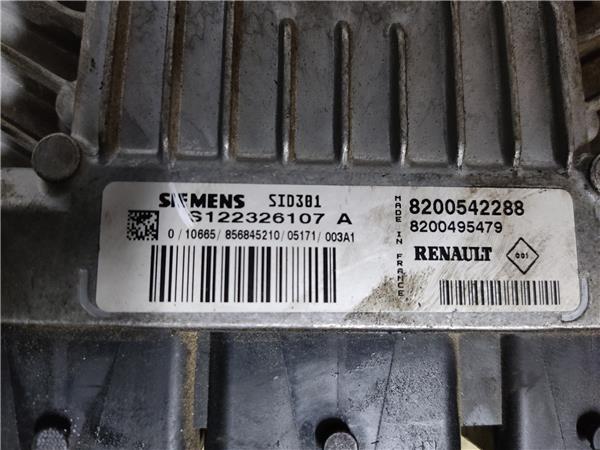 SIEMENS SID301
S122326107 A
0 / 10665/ 856845210/05171/ 003A1
MADE IN FRANCE
8200542288
8200495479
RENAULT
001